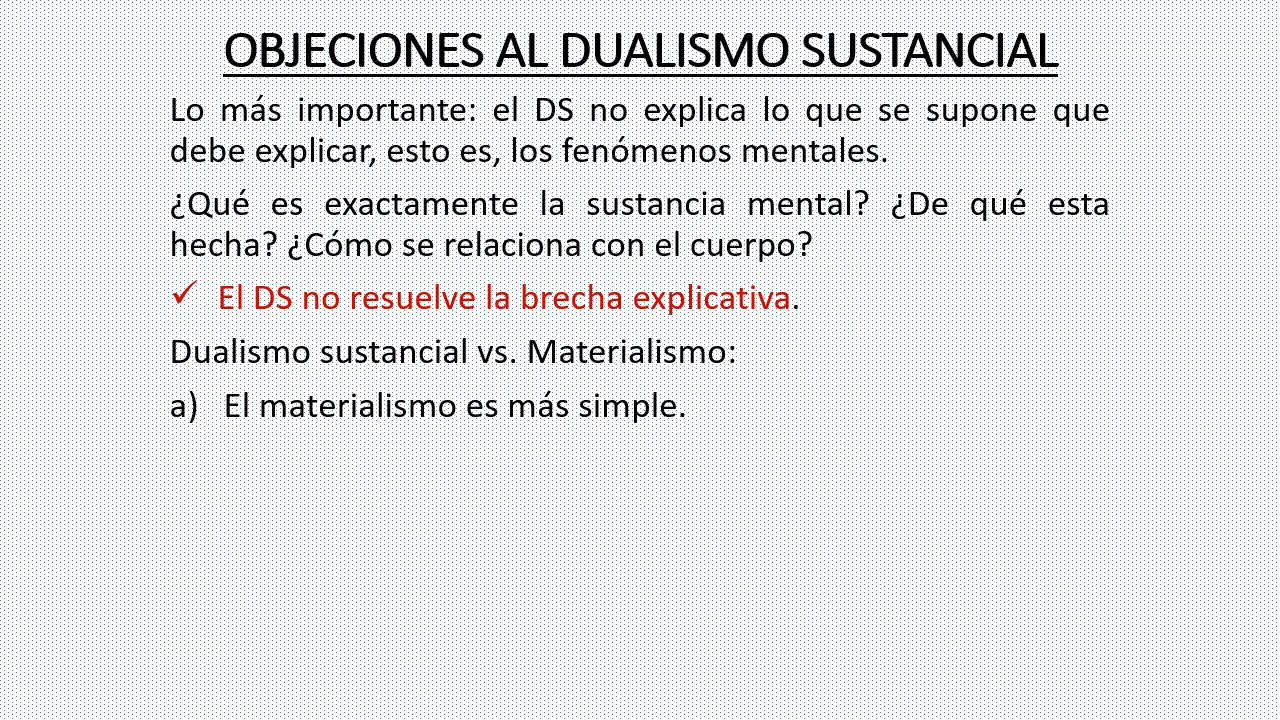 OBJECIONES AL DUALISMO SUSTANCIAL
Lo más importante: el DS no explica lo que se supone que
debe explicar, esto es, los fenómenos mentales.
¿Qué es exactamente la sustancia mental? ¿De qué esta
hecha? ¿Cómo se relaciona con el cuerpo?
✓ El DS no resuelve la brecha explicativa.
Dualismo sustancial vs. Materialismo:
a) El materialismo es más simple.